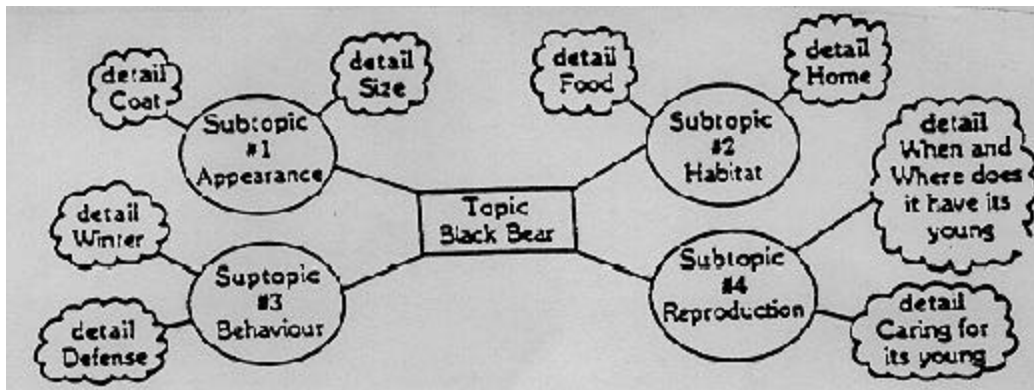 detail
Coat
detail
Size
Subtopic
#1
Appearance
detail
Food
detail
Home
Subtopic
#2
Habitat
detail
When and
Where does
it have its
young
Topic
Black Bear
detail
Winter
detail
Defense
Suptopic
#3
Behaviour
Subtopic
#4
Reproduction
detail
Caring for
its young